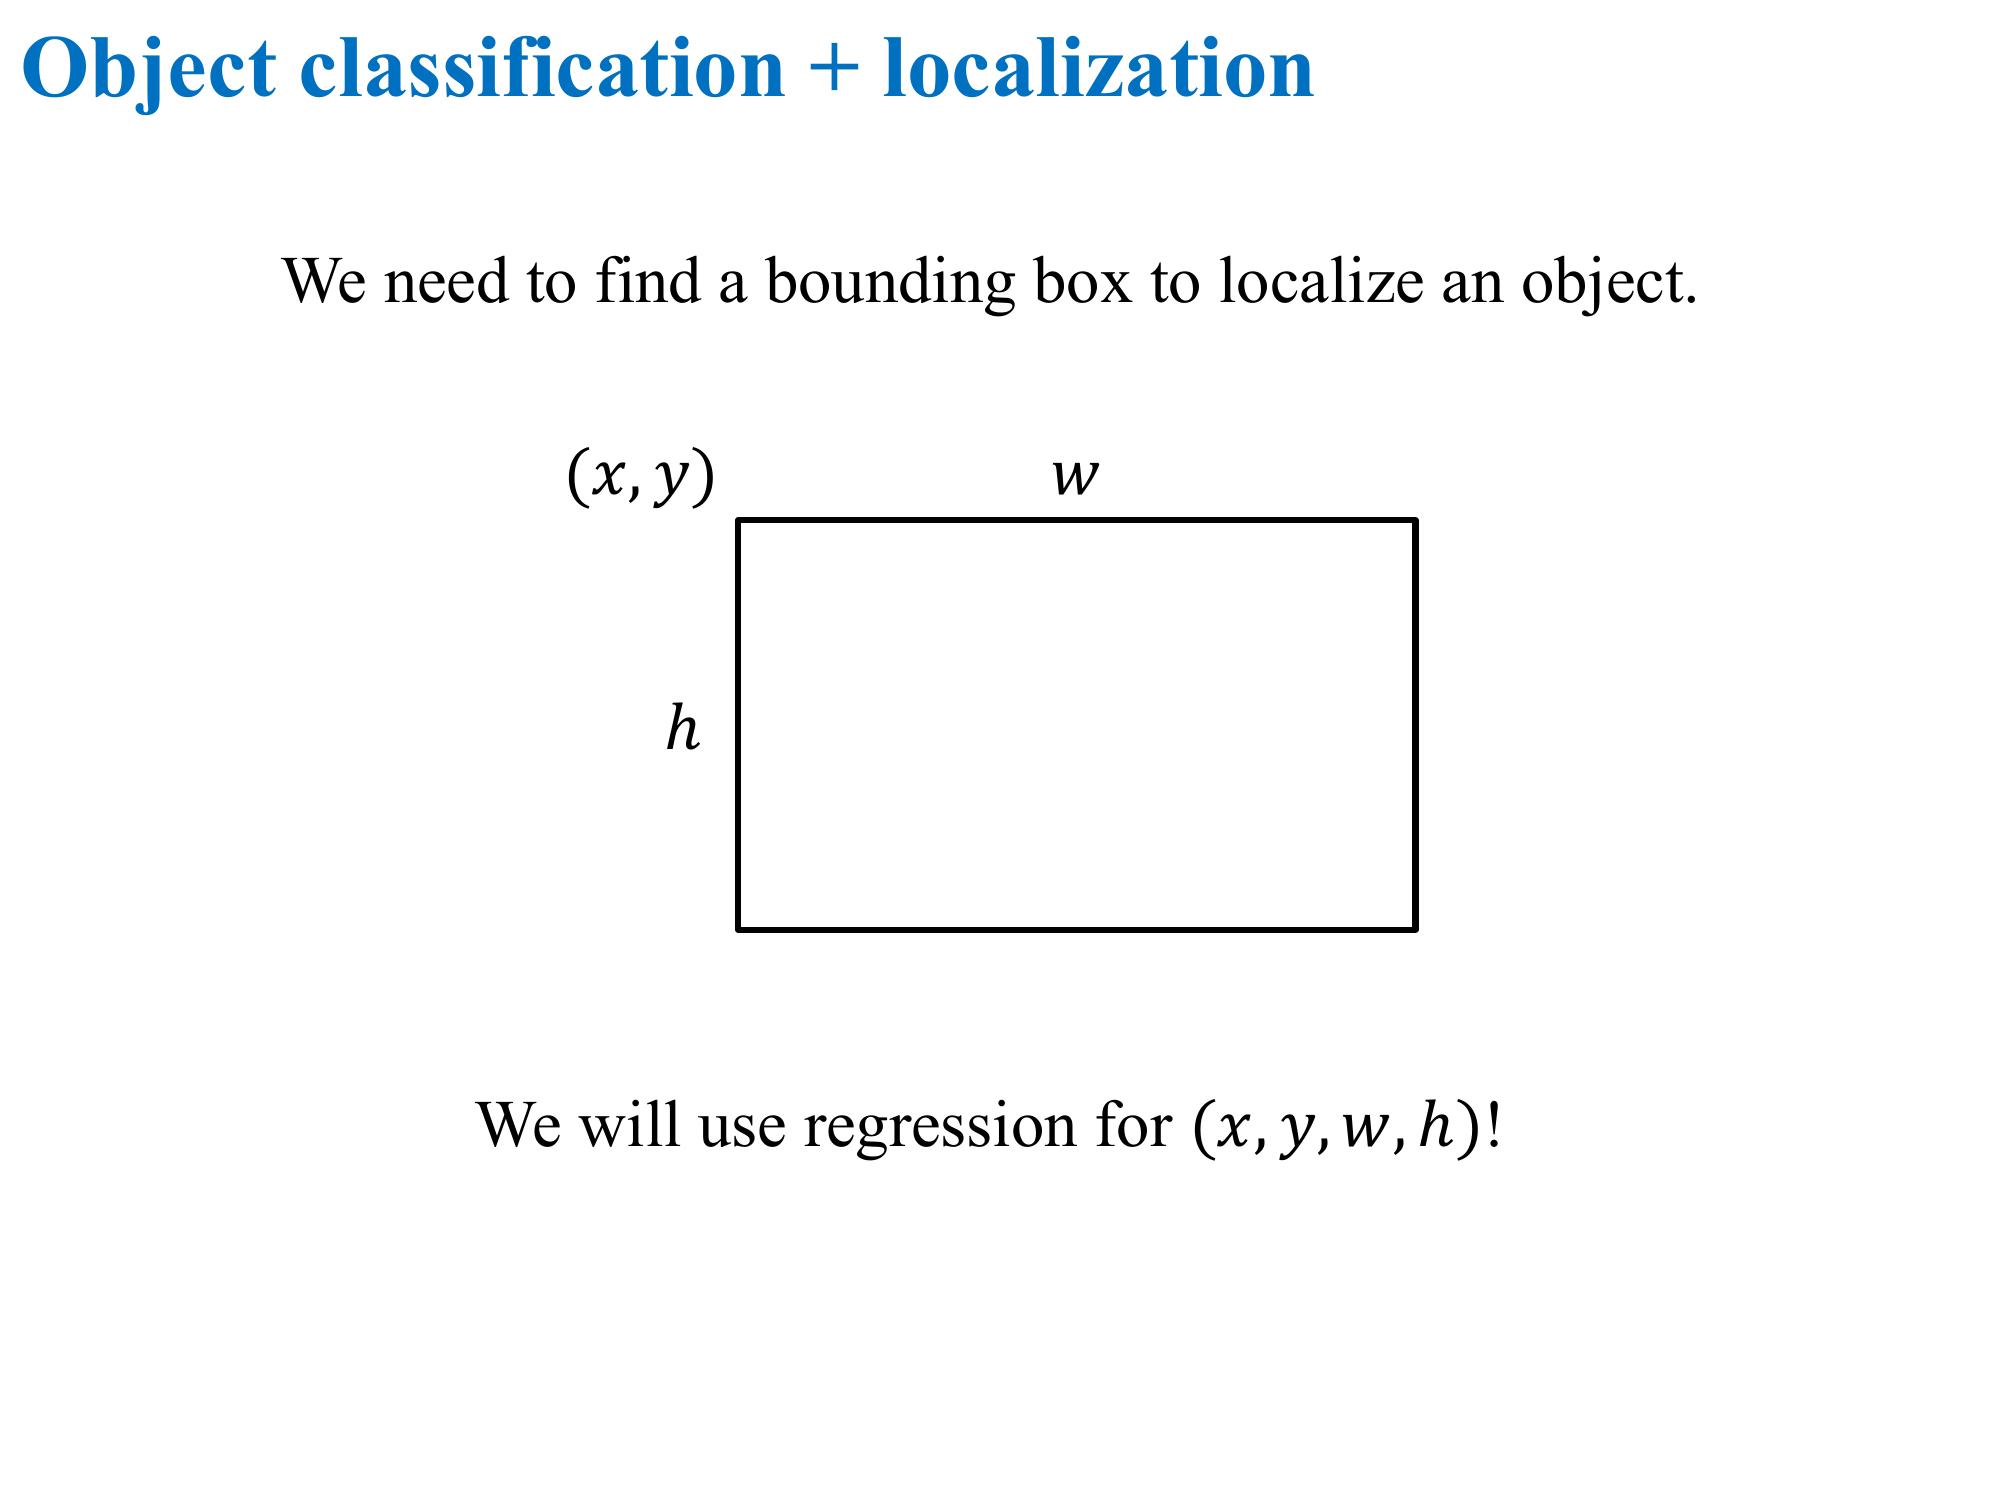 Object classification + localization
We need to find a bounding box to localize an object.
(x, y) w
h
We will use regression for (x, y, w, h)!